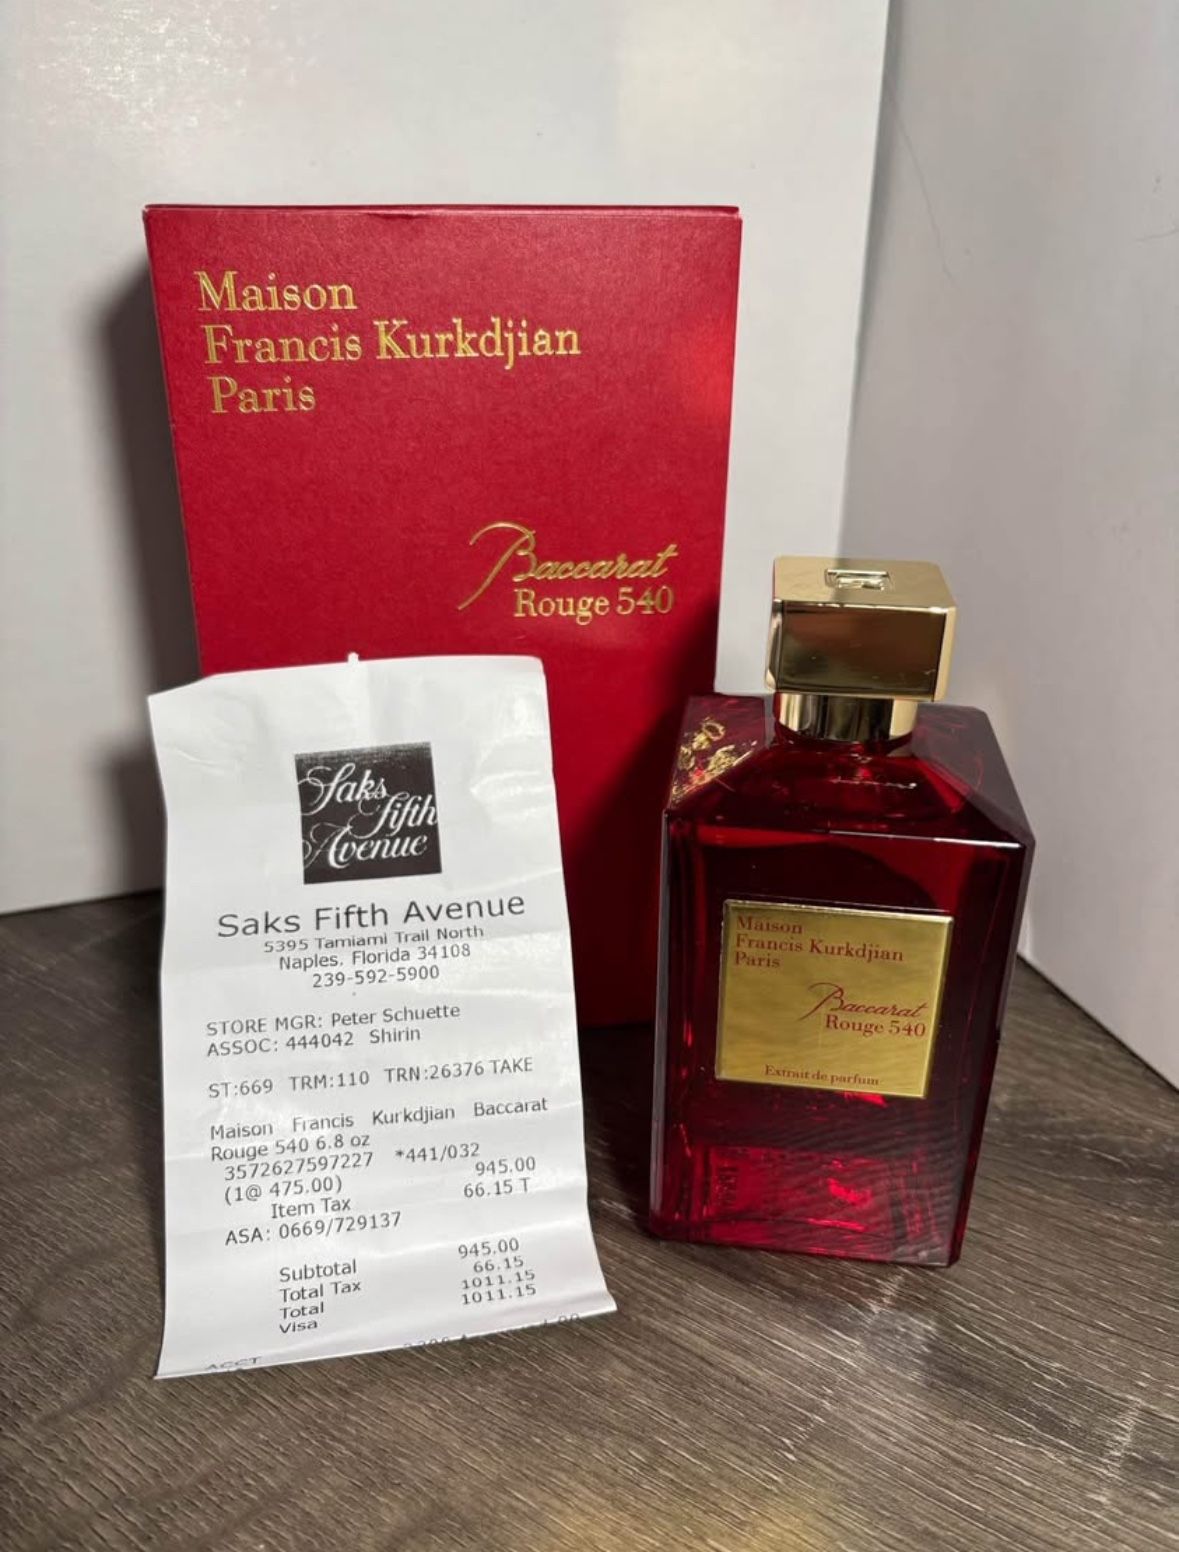 Maison
Francis Kurkdjian
Paris
Baccarat
Rouge 540
Saks
Fifth
Avenue
Saks Fifth Avenue
5395 Tamiami Trail North
Naples, Florida 34108
239-592-5900
STORE MGR: Peter Schuette
ASSOC: 444042 Shirin
ST:669 TRM:110 TRN:26376 TAKE
Maison Francis Kurkdjian Baccarat
Rouge 540 6.8 oz
3572627597227 *441/032
(1@ 475.00) 945.00
Item Tax 66.15 T
ASA: 0669/729137
Subtotal 945.00
Total Tax 66.15
Total 1011.15
Visa 1011.15
ACCT
Maison
Francis Kurkdjian
Paris
Baccarat
Rouge 540
Extrait de parfum